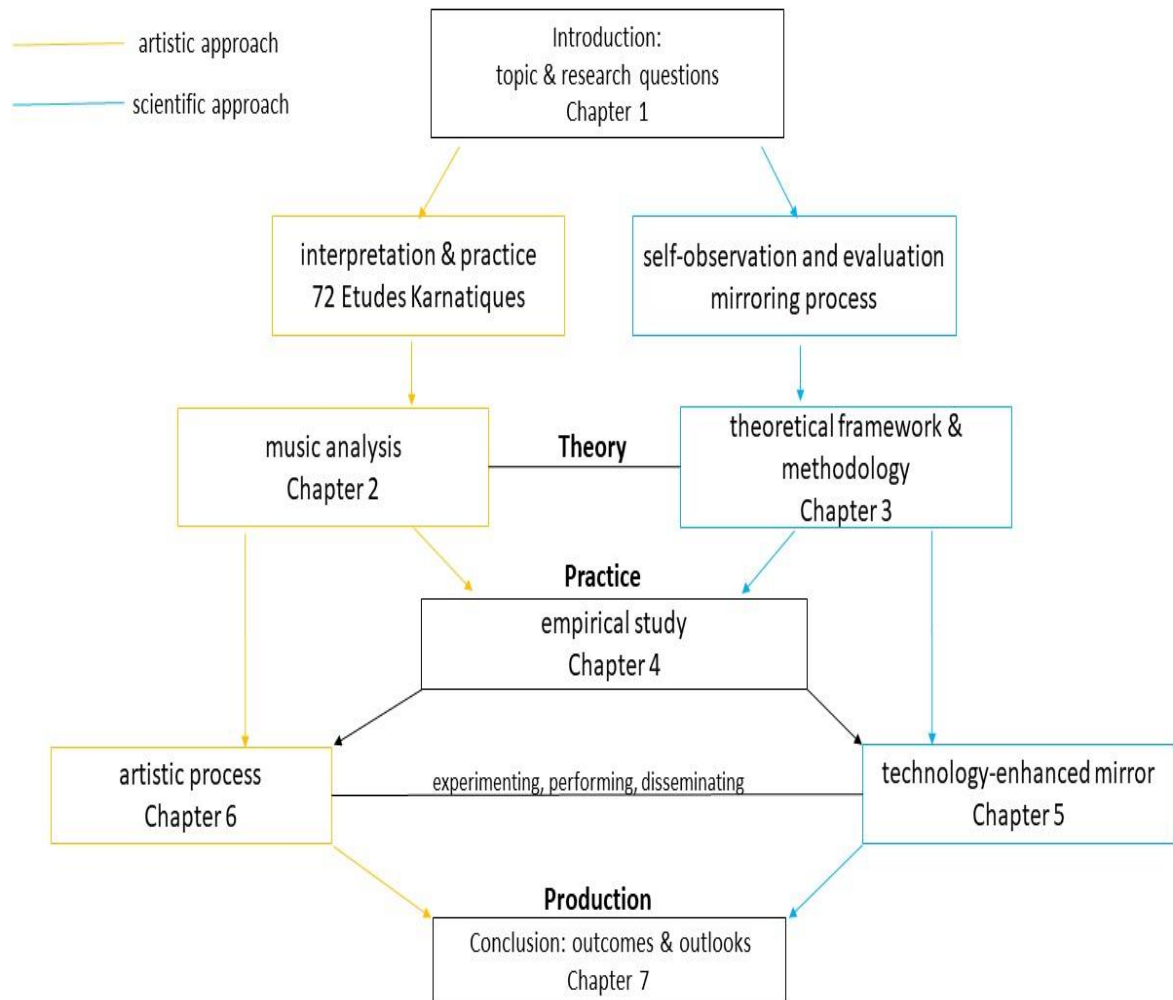 artistic approach
scientific approach
Introduction:
topic & research questions
Chapter 1
interpretation & practice
72 Etudes Karnatiques
self-observation and evaluation
mirroring process
music analysis
Chapter 2
Theory
theoretical framework &
methodology
Chapter 3
Practice
empirical study
Chapter 4
artistic process
Chapter 6
experimenting, performing, disseminating
technology-enhanced mirror
Chapter 5
Production
Conclusion: outcomes & outlooks
Chapter 7